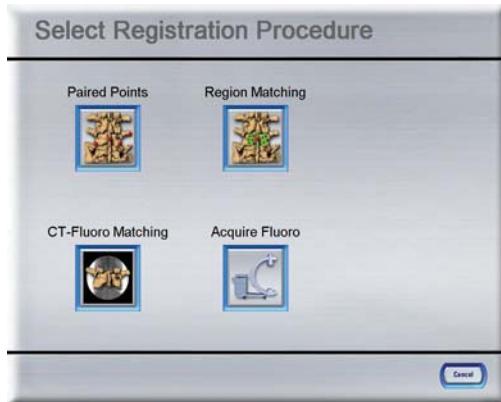 Select Registration Procedure
Paired Points
Region Matching
CT-Fluoro Matching
Acquire Fluoro
Cancel